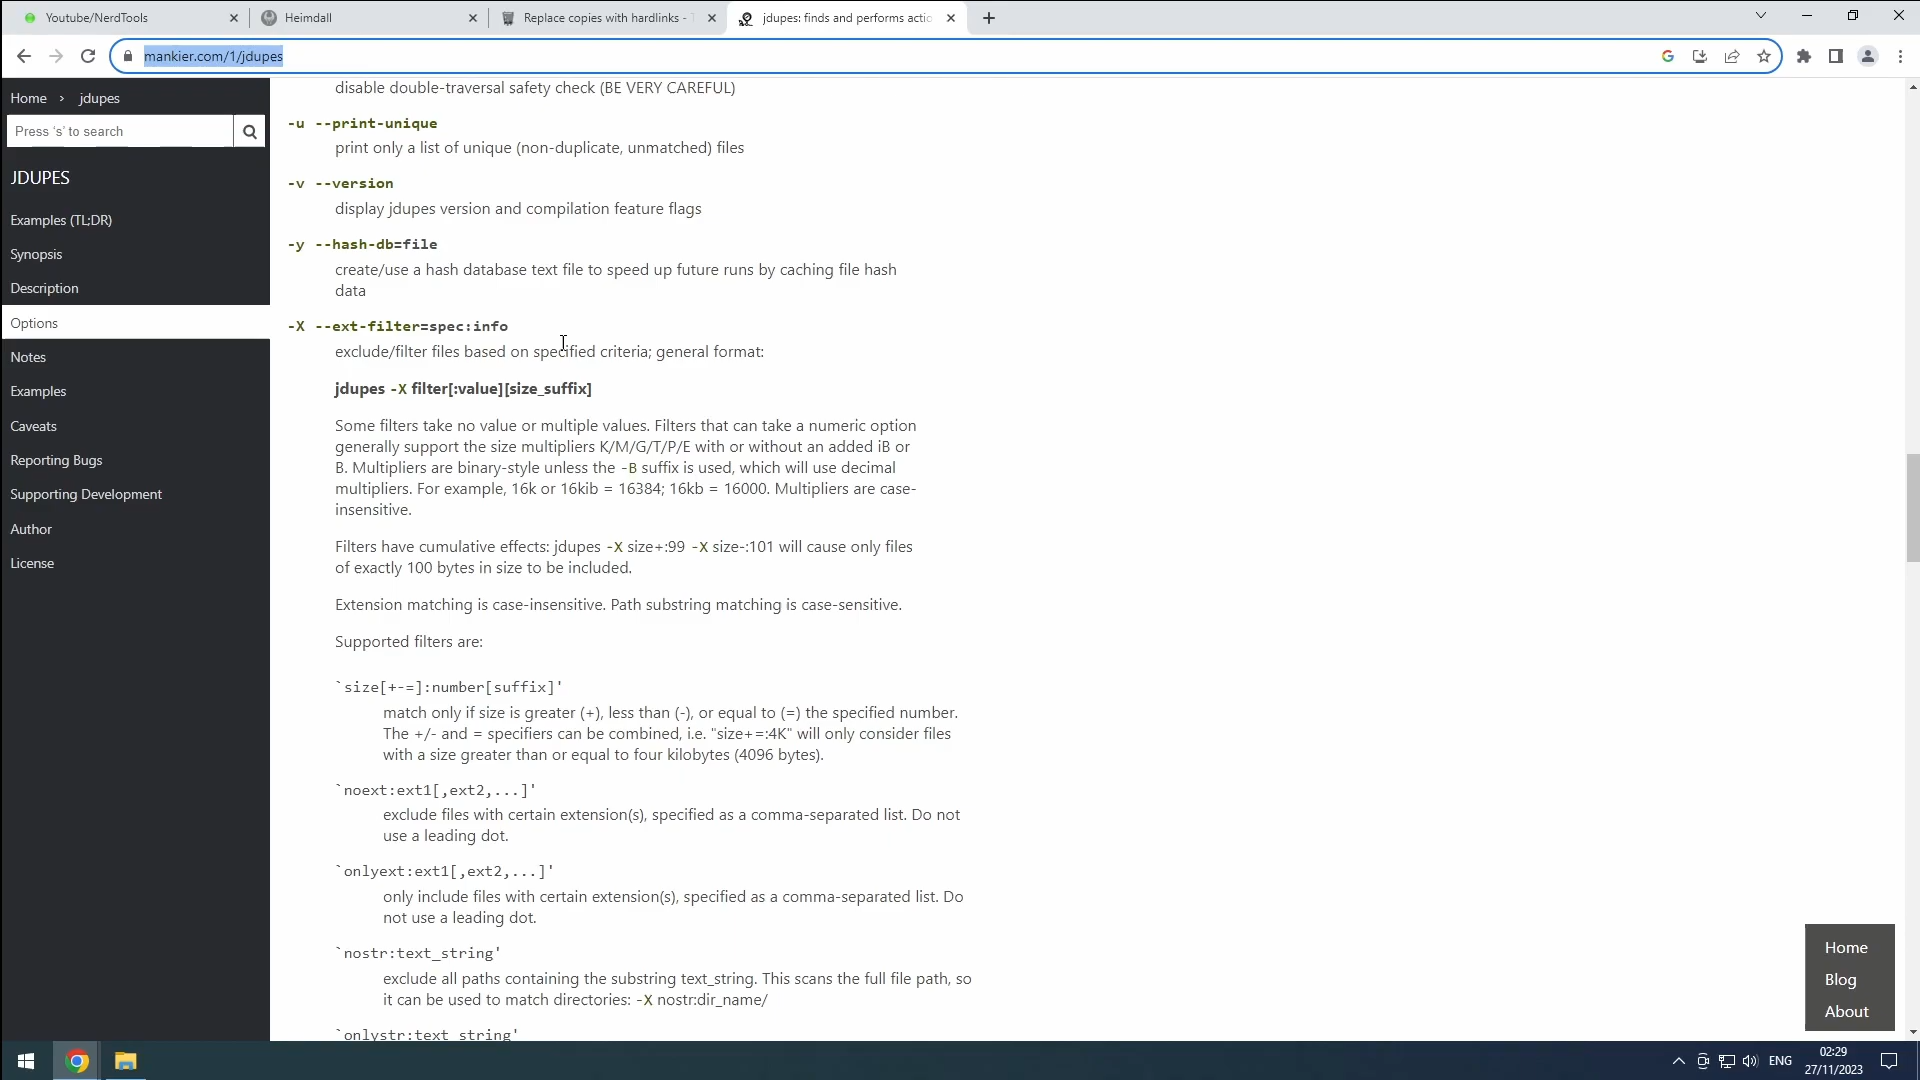 Youtube/NerdTools
Heimdall
Replace copies with hardlinks -
jdupes: finds and performs actio
mankier.com/1/jdupes
Home › jdupes
Press ‘s’ to search
JDUPES
Examples (TL;DR)
Synopsis
Description
Options
Notes
Examples
Caveats
Reporting Bugs
Supporting Development
Author
License
disable double-traversal safety check (BE VERY CAREFUL)
-u --print-unique
print only a list of unique (non-duplicate, unmatched) files
-v --version
display jdupes version and compilation feature flags
-y --hash-db=file
create/use a hash database text file to speed up future runs by caching file hash
data
-X --ext-filter=spec:info
exclude/filter files based on specified criteria; general format:
jdupes -X filter[:value][size_suffix]
Some filters take no value or multiple values. Filters that can take a numeric option
generally support the size multipliers K/M/G/T/P/E with or without an added iB or
B. Multipliers are binary-style unless the -B suffix is used, which will use decimal
multipliers. For example, 16k or 16kib = 16384; 16kb = 16000. Multipliers are case-
insensitive.
Filters have cumulative effects: jdupes -X size+:99 -X size-:101 will cause only files
of exactly 100 bytes in size to be included.
Extension matching is case-insensitive. Path substring matching is case-sensitive.
Supported filters are:
`size[+-=]:number[suffix]'
match only if size is greater (+), less than (-), or equal to (=) the specified number.
The +/- and = specifiers can be combined, i.e. "size+=:4K" will only consider files
with a size greater than or equal to four kilobytes (4096 bytes).
`noext:ext1[,ext2,...]'
exclude files with certain extension(s), specified as a comma-separated list. Do not
use a leading dot.
`onlyext:ext1[,ext2,...]'
only include files with certain extension(s), specified as a comma-separated list. Do
not use a leading dot.
`nostr:text_string'
exclude all paths containing the substring text_string. This scans the full file path, so
it can be used to match directories: -X nostr:dir_name/
`onlystr:text_string'
Home
Blog
About
ENG
02:29
27/11/2023